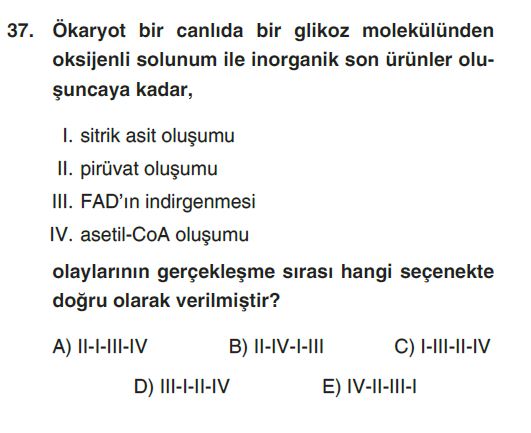 37. Ökaryot bir canlıda bir glikoz molekülünden
oksijenli solunum ile inorganik son ürünler olu-
şuncaya kadar,
I. sitrik asit oluşumu
II. pirüvat oluşumu
III. FAD’ın indirgenmesi
IV. asetil-CoA oluşumu
olaylarının gerçekleşme sırası hangi seçenekte
doğru olarak verilmiştir?
A) II-I-III-IV B) II-IV-I-III C) I-III-II-IV
D) III-I-II-IV E) IV-II-III-I